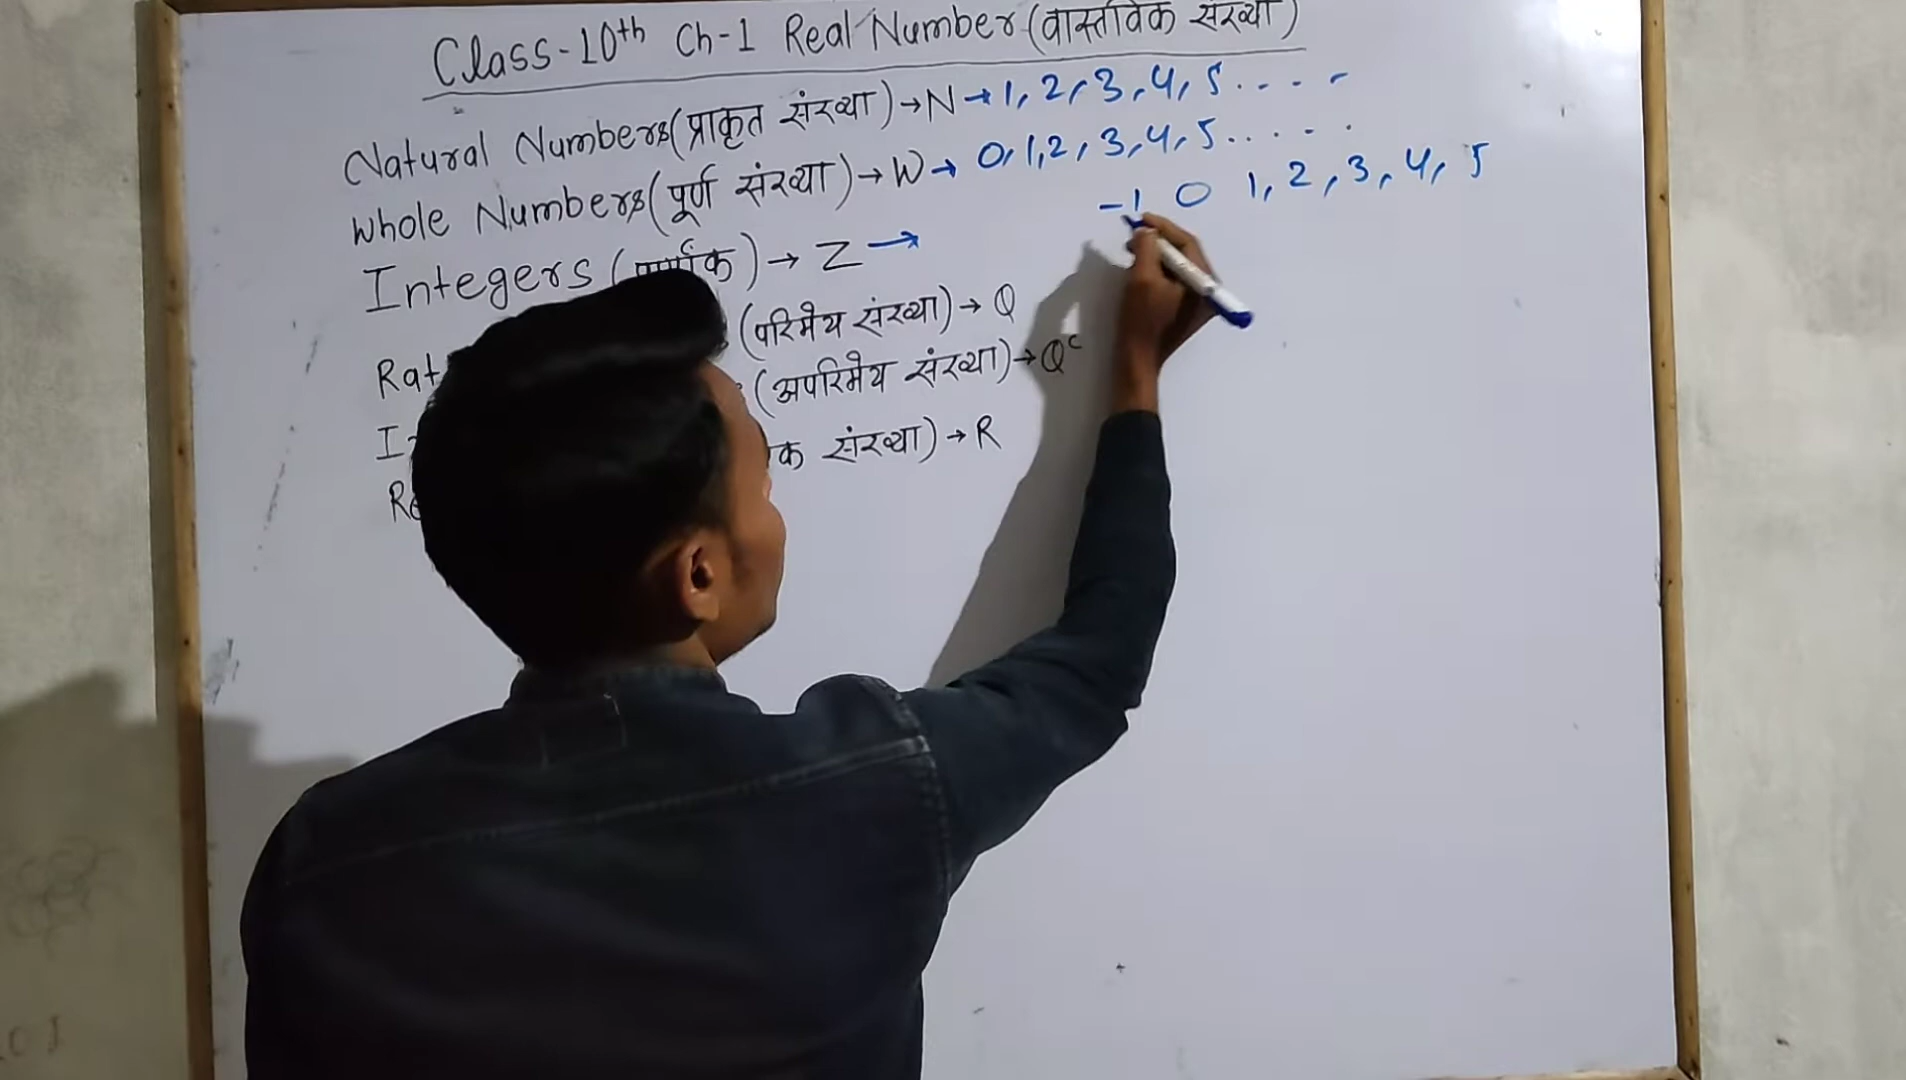 Class-10th Ch-1 Real Number (वास्तविक संख्या)
Natural Numbers (प्राकृत संख्या) → N → 1, 2, 3, 4, 5 . . . .
Whole Numbers (पूर्ण संख्या) → W → 0, 1, 2, 3, 4, 5 . . . . .
Integers (पूर्णांक) → Z → -1 0 1, 2, 3, 4, 5
(परिमेय संख्या) → Q
(अपरिमेय संख्या) → Qᶜ
संख्या) → R